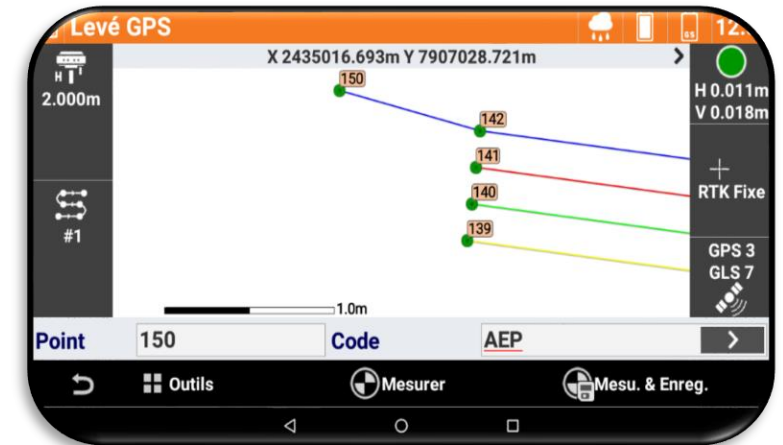 Levé GPS
X 2435016.693m Y 7907028.721m
2.000m
H 0.011m
V 0.018m
RTK Fixe
#1
GPS 3
GLS 7
150
142
141
140
139
1.0m
Point 150 Code AEP
Outils Mesurer Mesu. & Enreg.